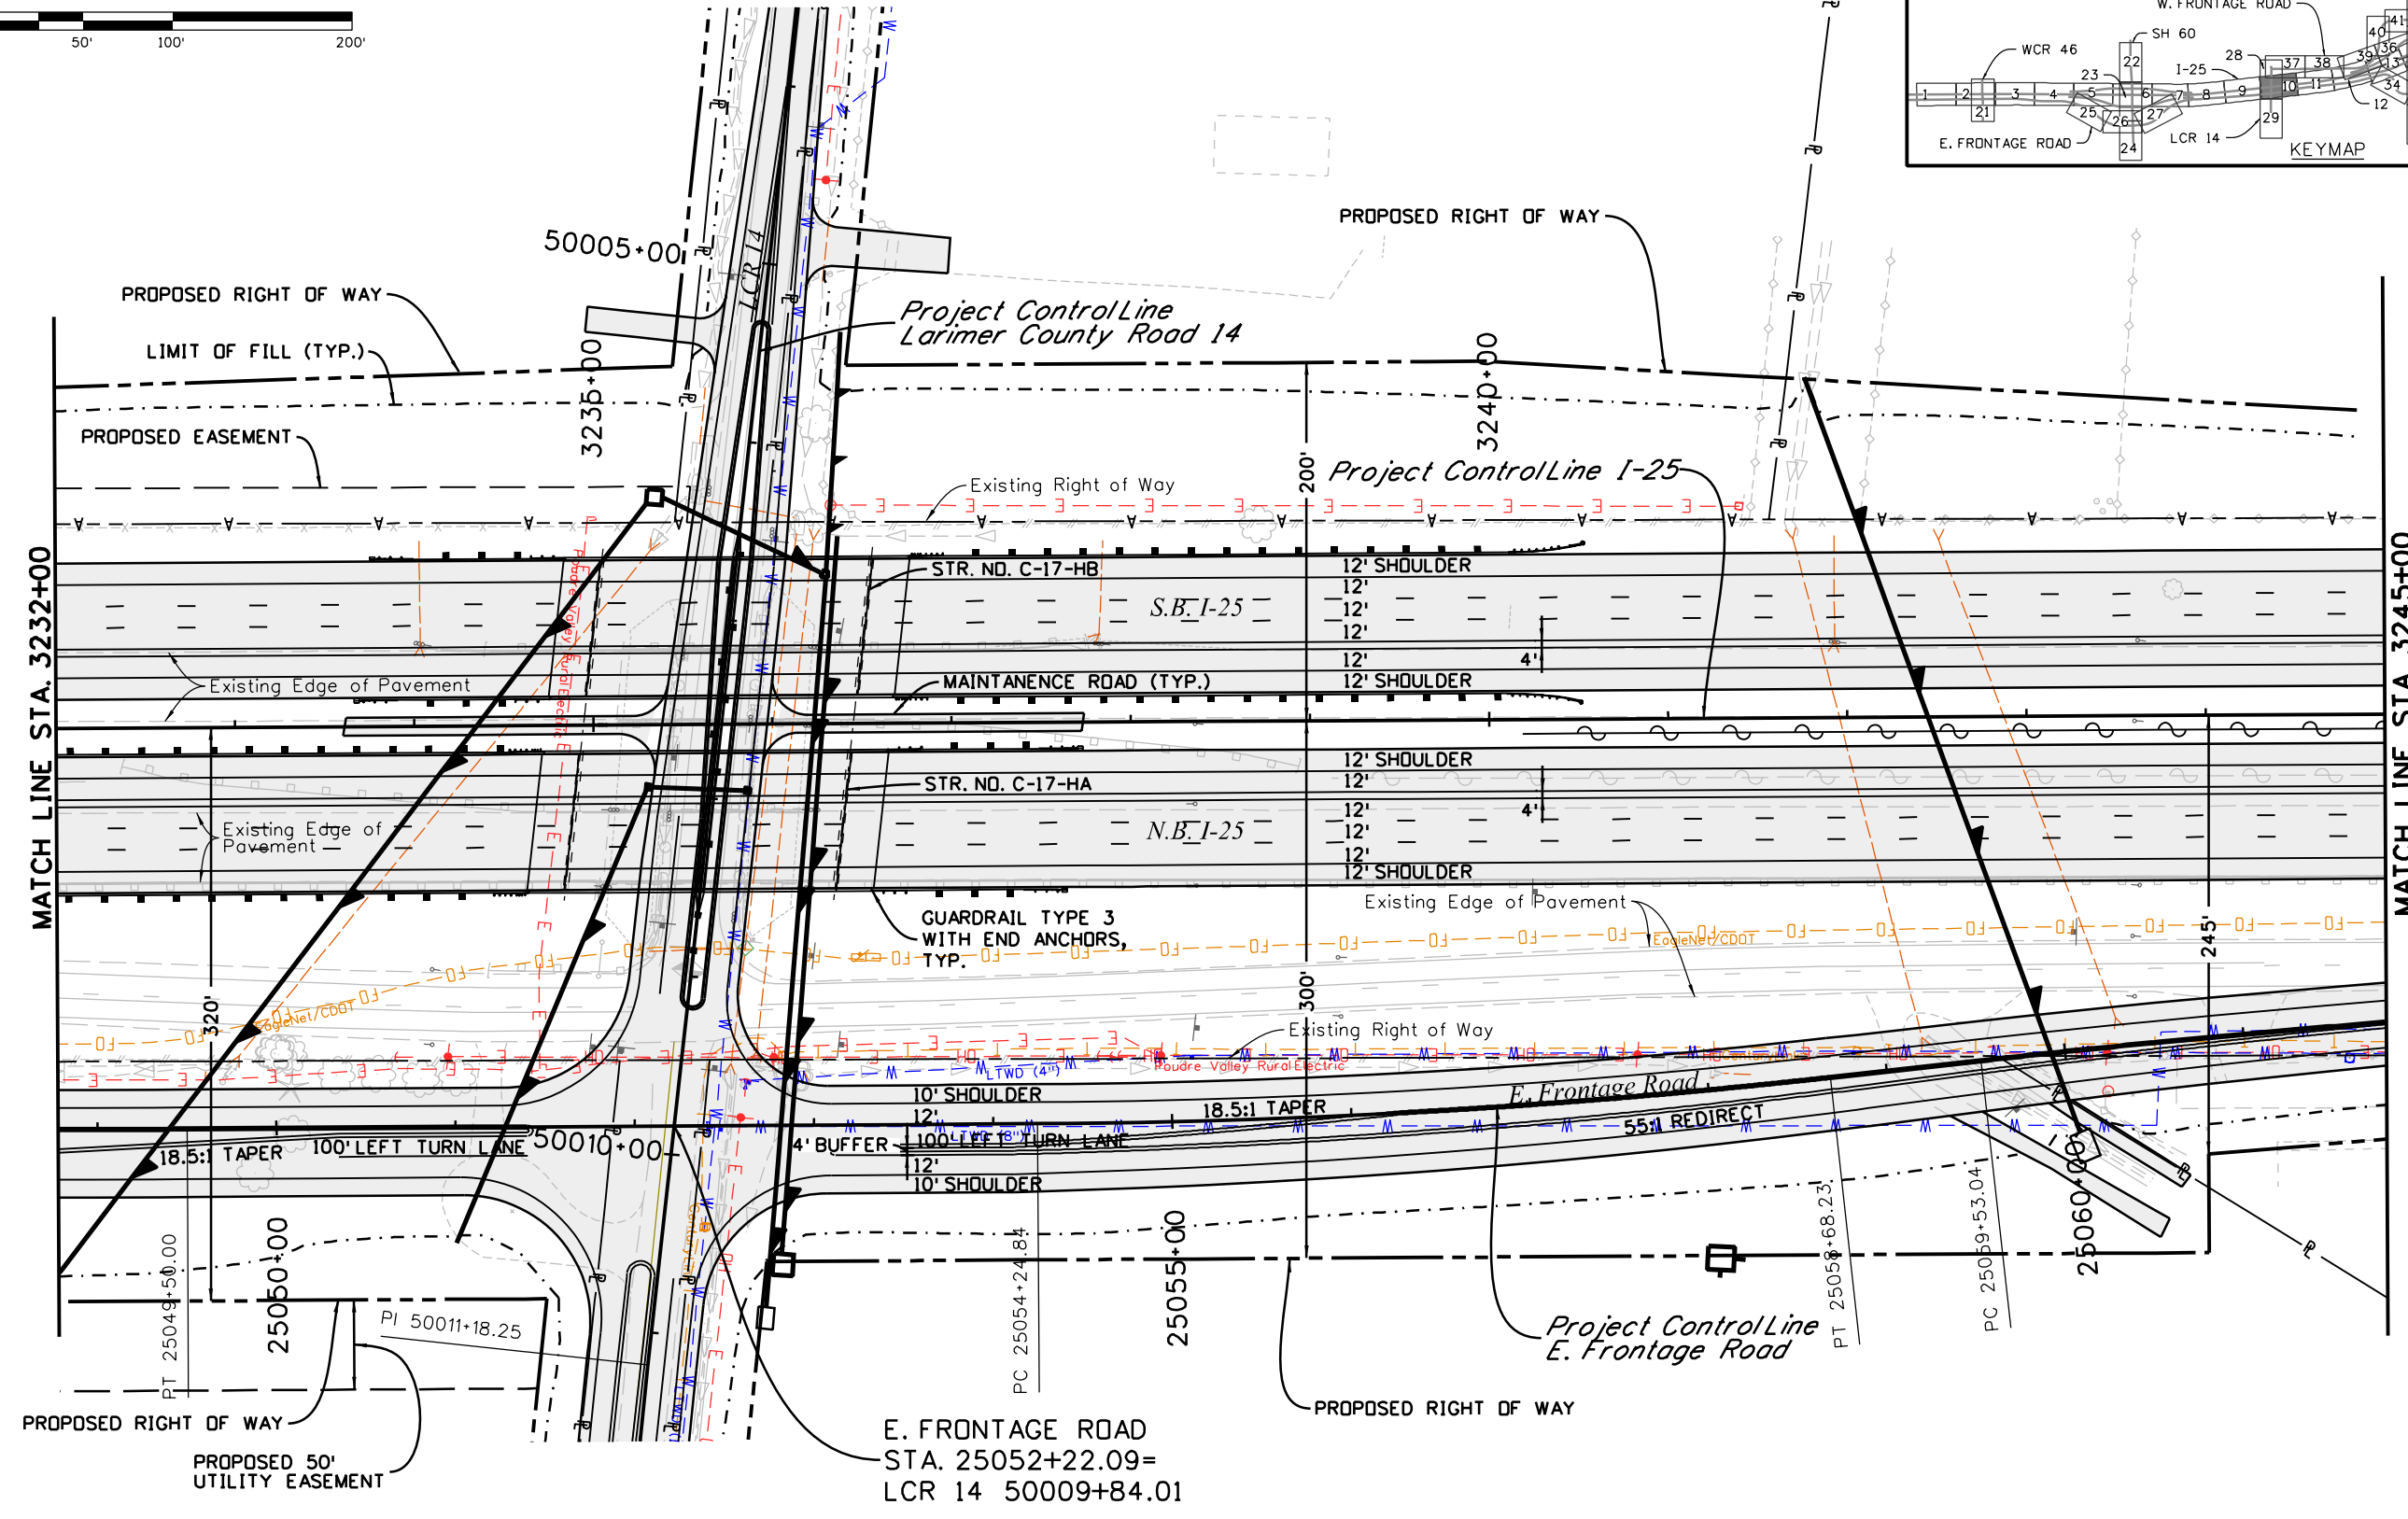 50'
100'
200'
W. FRONTAGE ROAD
SH 60
WCR 46
I-25
E. FRONTAGE ROAD
LCR 14
KEYMAP
1
2
3
4
5
6
7
8
9
10
11
12
13
21
22
23
24
25
26
27
28
29
34
36
37
38
39
40
41
PROPOSED RIGHT OF WAY
50005+00
LCR 14
PROPOSED RIGHT OF WAY
LIMIT OF FILL (TYP.)
Project Control Line
Larimer County Road 14
PROPOSED EASEMENT
3235+00
3240+00
200'
Project Control Line I-25
Existing Right of Way
MATCH LINE STA. 3232+00
MATCH LINE STA. 3245+00
Poudre Valley Rural Electric
STR. NO. C-17-HB
12' SHOULDER
12'
12'
12'
12'
12' SHOULDER
S.B. I-25
4'
Existing Edge of Pavement
MAINTANENCE ROAD (TYP.)
STR. NO. C-17-HA
12' SHOULDER
12'
12'
12'
12'
12' SHOULDER
N.B. I-25
4'
Existing Edge of
Pavement
Existing Edge of Pavement
GUARDRAIL TYPE 3
WITH END ANCHORS,
TYP.
EagleNet/CDOT
EagleNet/CDOT
320'
300'
245'
Existing Right of Way
Poudre Valley Rural Electric
LTWD (4")
10' SHOULDER
12'
18.5:1 TAPER
E. Frontage Road
55:1 REDIRECT
LTWD (8")
4' BUFFER
100' LEFT TURN LANE
12'
10' SHOULDER
18.5:1 TAPER
100' LEFT TURN LANE
50010+00
PT 25049+50.00
25050+00
PI 50011+18.25
PC 25054+24.84
25055+00
PT 25058+68.23
PC 25059+53.04
25060+00
Project Control Line
E. Frontage Road
PROPOSED RIGHT OF WAY
PROPOSED RIGHT OF WAY
PROPOSED 50'
UTILITY EASEMENT
E. FRONTAGE ROAD
STA. 25052+22.09=
LCR 14 50009+84.01